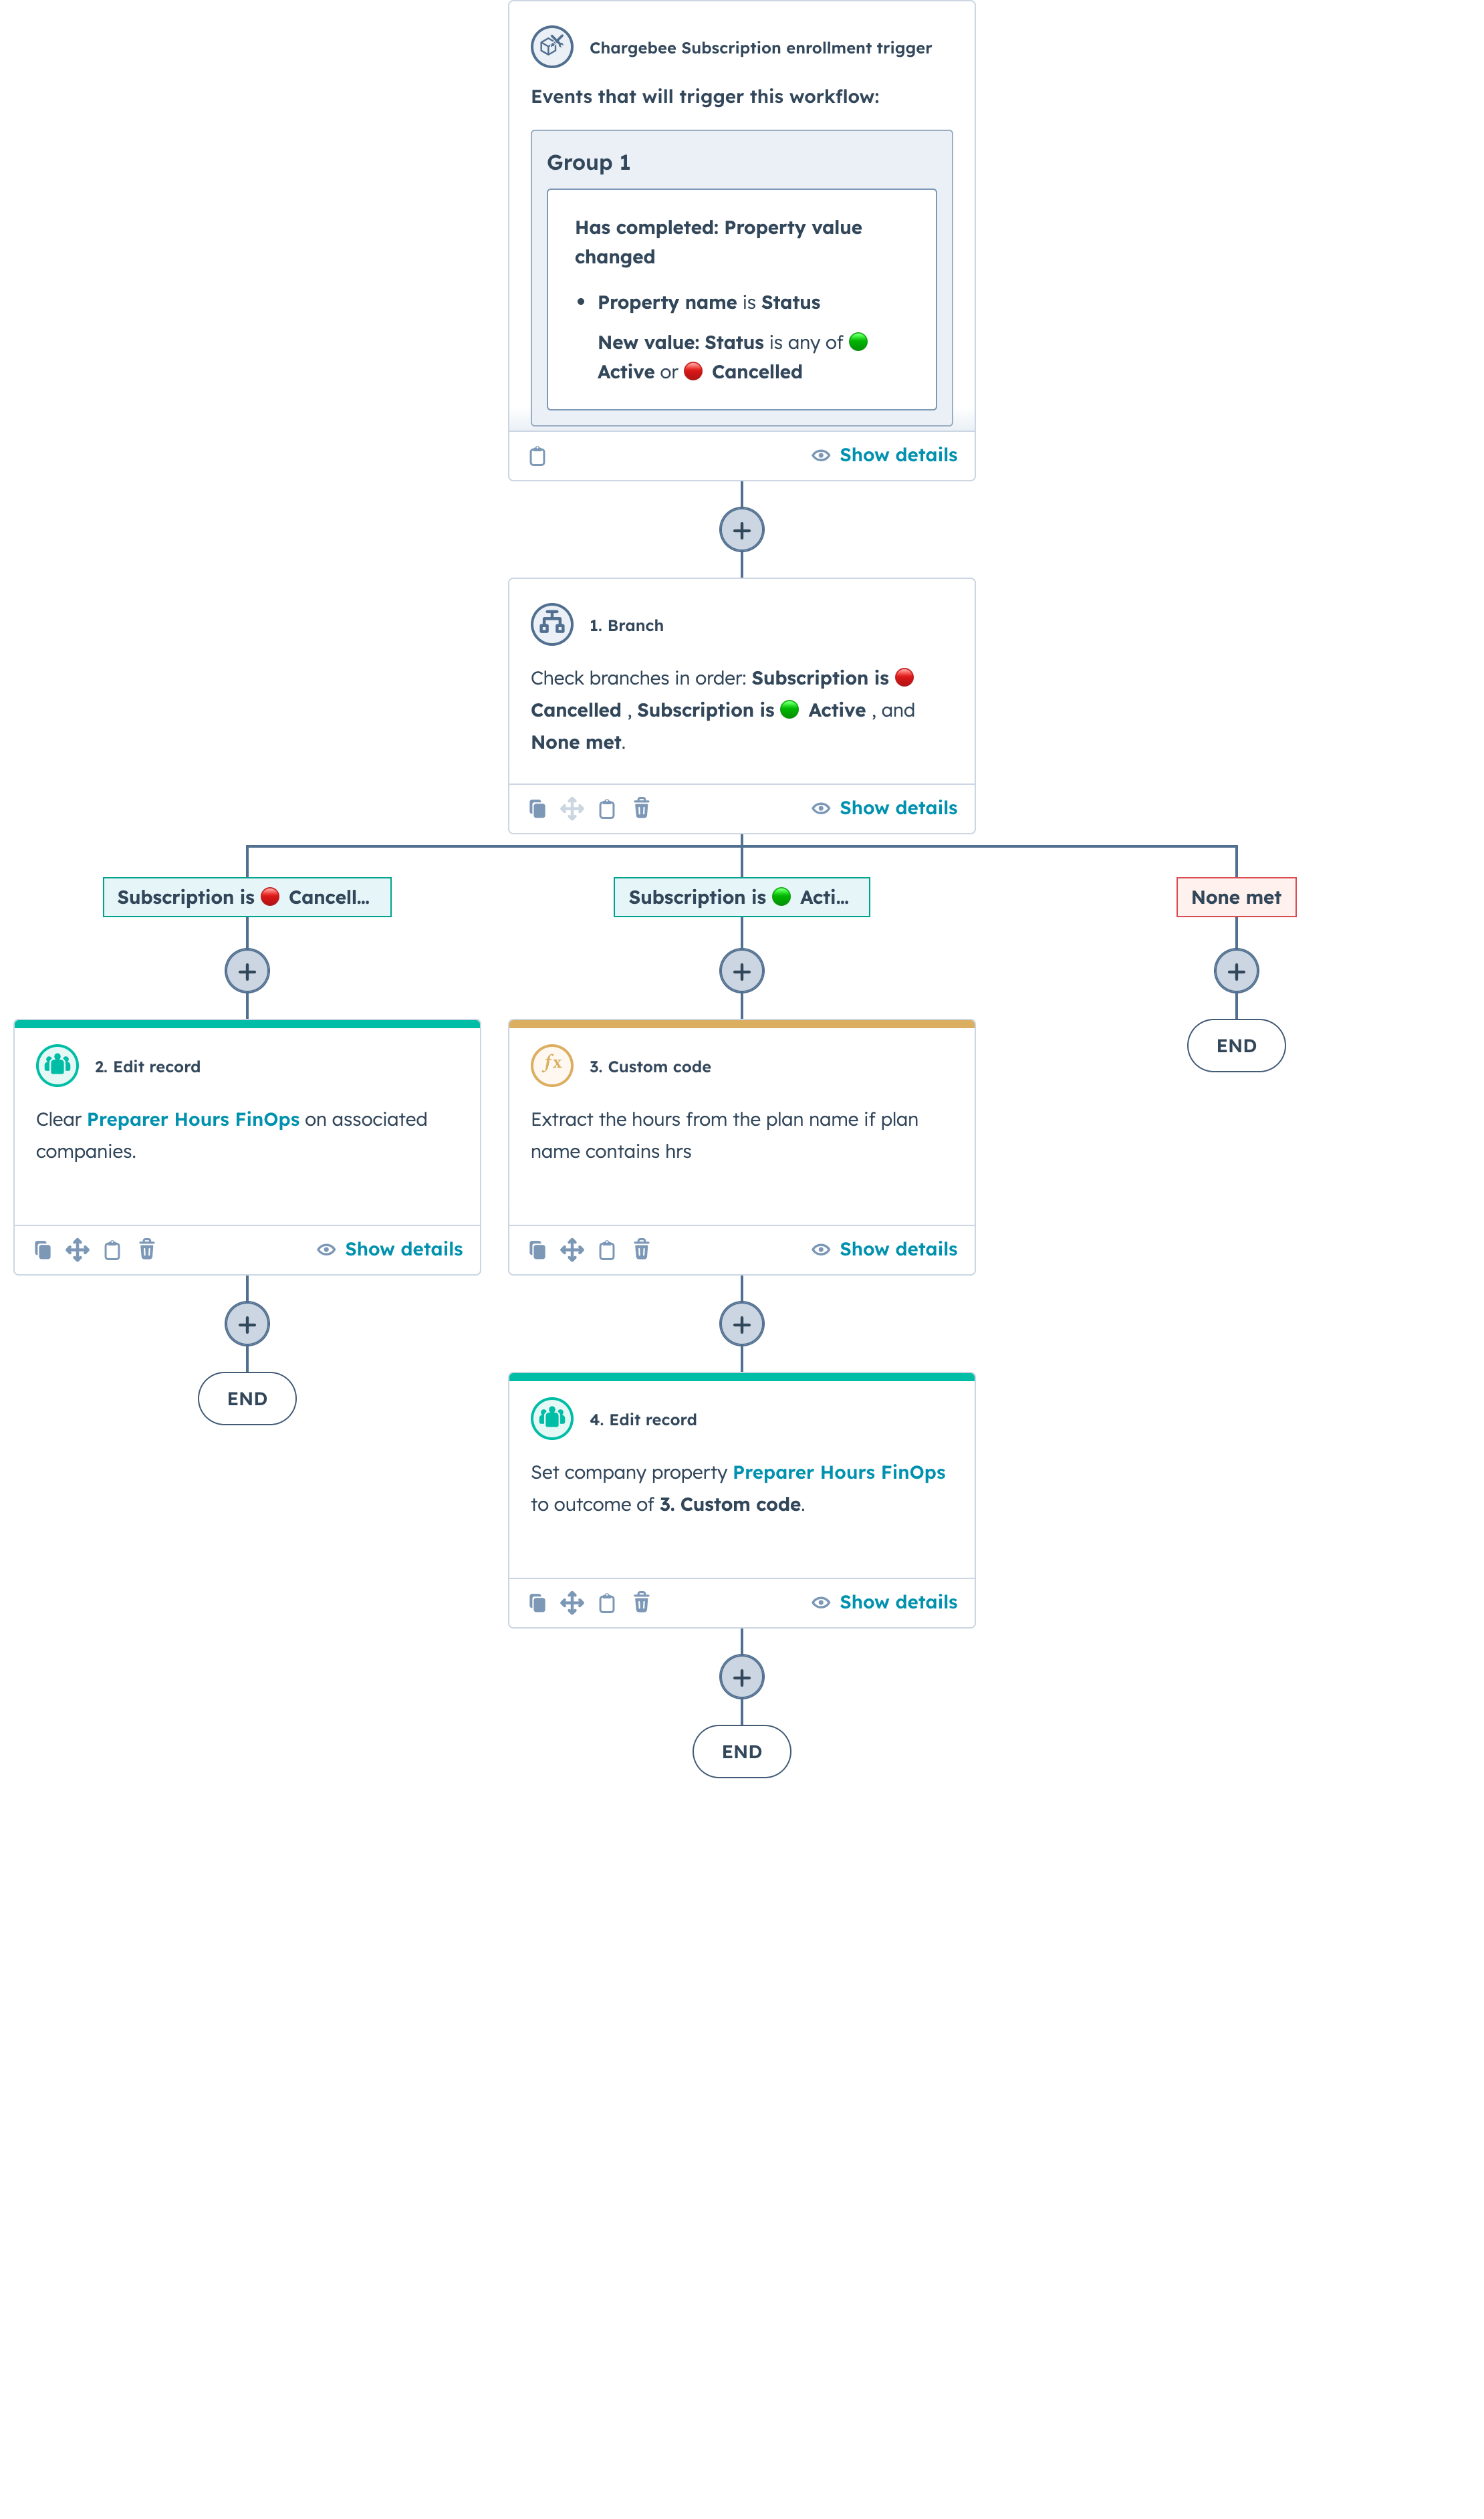 Chargebee Subscription enrollment trigger
Events that will trigger this workflow:
Group 1
Has completed: Property value
changed
• Property name is Status
New value: Status is any of 🟢
Active or 🔴 Cancelled
Show details
1. Branch
Check branches in order: Subscription is 🔴
Cancelled , Subscription is 🟢 Active , and
None met.
Show details
Subscription is 🔴 Cancell...
Subscription is 🟢 Acti...
None met
END
2. Edit record
Clear Preparer Hours FinOps on associated
companies.
Show details
END
3. Custom code
Extract the hours from the plan name if plan
name contains hrs
Show details
4. Edit record
Set company property Preparer Hours FinOps
to outcome of 3. Custom code.
Show details
END